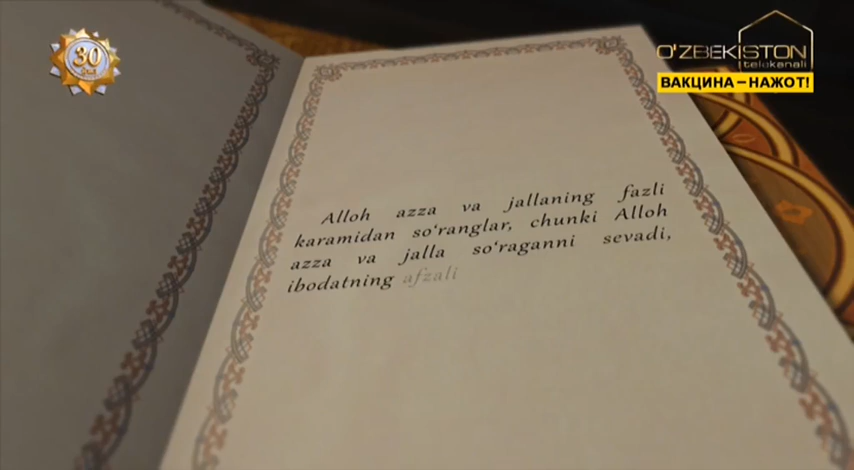 30
O'ZBEKISTON
telekanali
ВАКЦИНА – НАЖОТ!
Alloh azza va jallaning fazli
karamidan so‘ranglar, chunki Alloh
azza va jalla so‘raganni sevadi,
ibodatning afzali